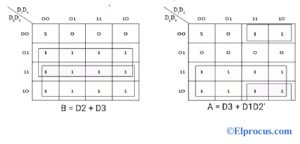 D₁D₀ D₁D₀
D₃D₂ 00 01 11 10 D₃D₂ 00 01 11 10
00 X 0 0 0 00 X 0 1 1
01 1 1 1 1 01 0 0 0 0
11 1 1 1 1 11 1 1 1 1
10 1 1 1 1 10 1 1 1 1
B = D2 + D3 A = D3 + D1D2'
©Elprocus.com